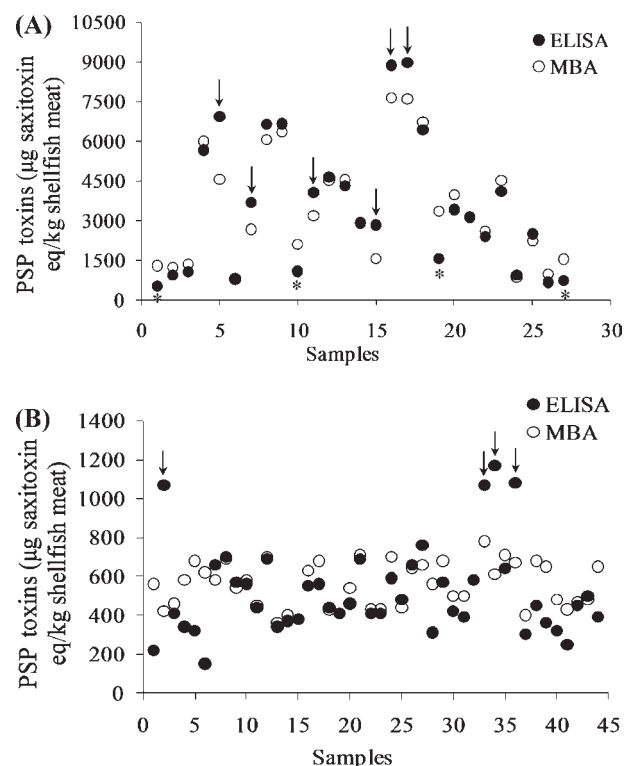 (A)
10500
9000
7500
6000
4500
3000
1500
0
PSP toxins (µg saxitoxin
eq/kg shellfish meat)
ELISA
MBA
*
*
*
*
0 5 10 15 20 25 30
Samples
(B)
1400
1200
1000
800
600
400
200
0
PSP toxins (µg saxitoxin
eq/kg shellfish meat)
ELISA
MBA
0 5 10 15 20 25 30 35 40 45
Samples